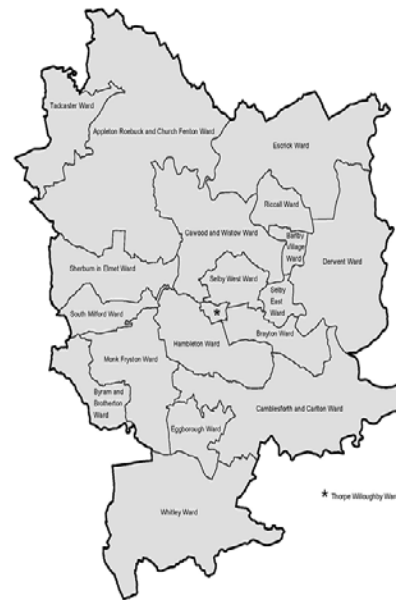 Tadcaster Ward
Appleton Roebuck and Church Fenton Ward
Escrick Ward
Riccall Ward
Cawood and Wistow Ward
Barlby
Village
Ward
Derwent Ward
Sherburn in Elmet Ward
Selby West Ward
Selby
East
Ward
South Milford Ward
*
Brayton Ward
Hambleton Ward
Monk Fryston Ward
Byram and
Brotherton
Ward
Camblesforth and Carlton Ward
Eggborough Ward
* Thorpe Willoughby Ward
Whitley Ward